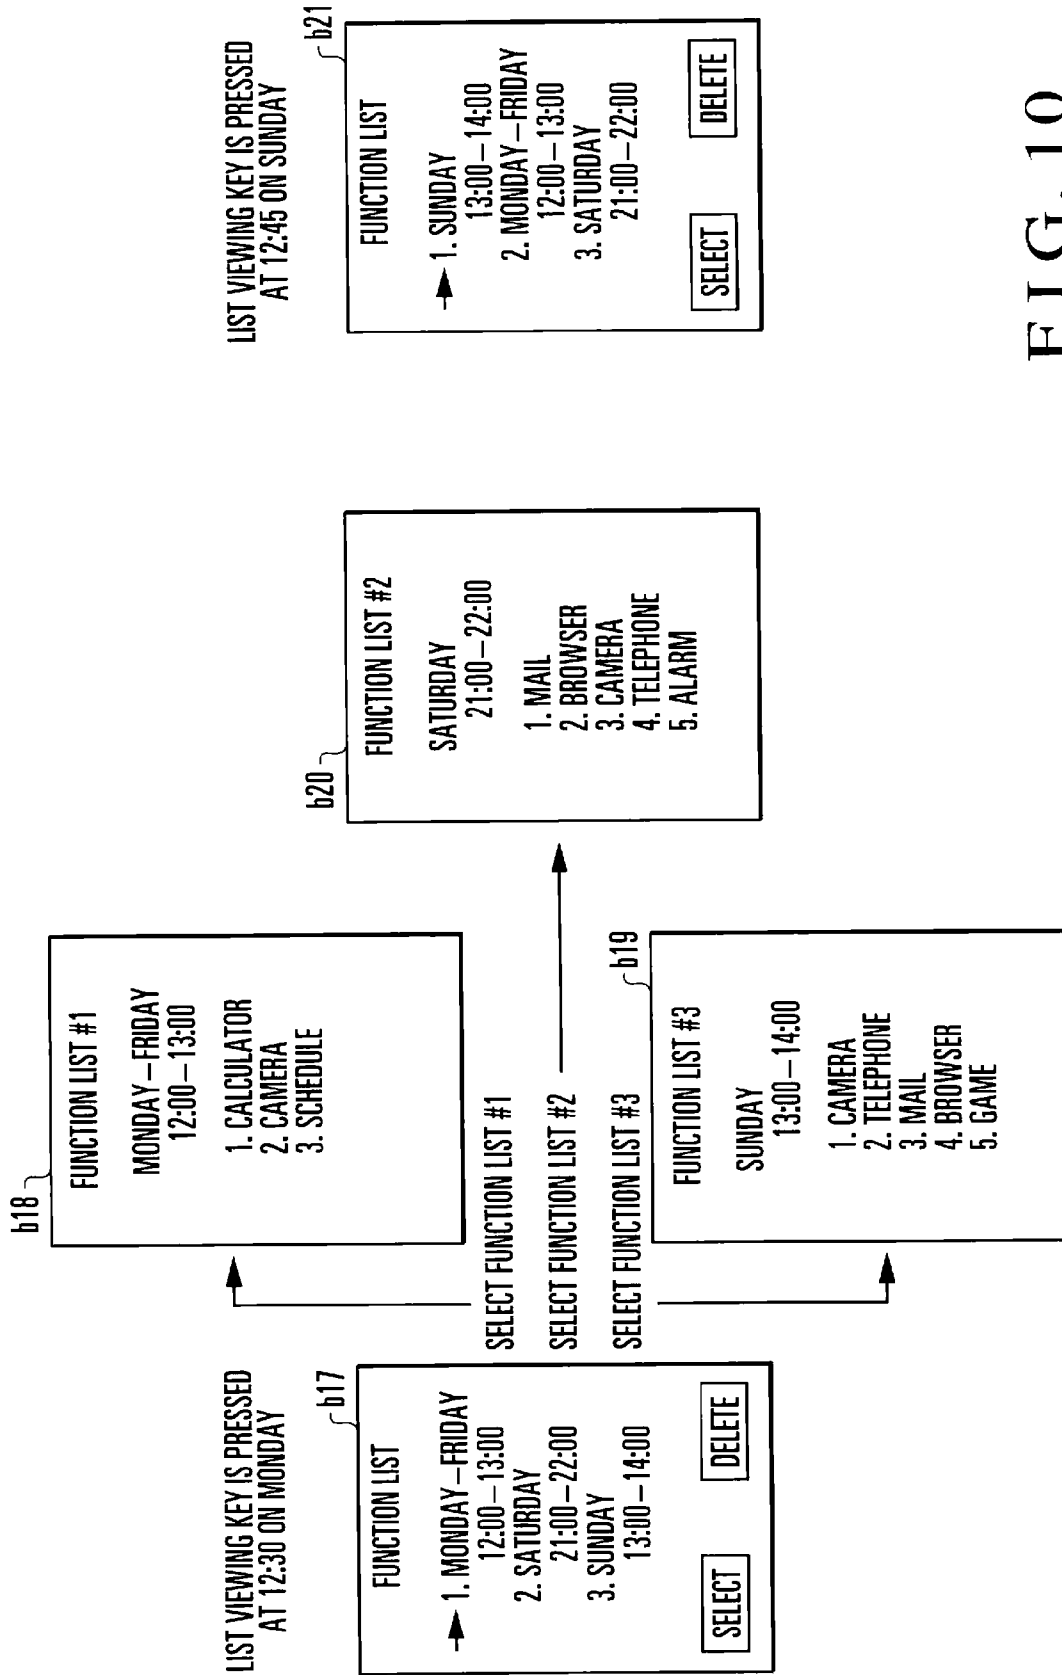 LIST VIEWING KEY IS PRESSED
AT 12:30 ON MONDAY
b17
FUNCTION LIST
1. MONDAY–FRIDAY
12:00–13:00
2. SATURDAY
21:00–22:00
3. SUNDAY
13:00–14:00
SELECT
DELETE
SELECT FUNCTION LIST #1
SELECT FUNCTION LIST #2
SELECT FUNCTION LIST #3
b18
FUNCTION LIST #1
MONDAY–FRIDAY
12:00–13:00
1. CALCULATOR
2. CAMERA
3. SCHEDULE
b19
FUNCTION LIST #3
SUNDAY
13:00–14:00
1. CAMERA
2. TELEPHONE
3. MAIL
4. BROWSER
5. GAME
b20
FUNCTION LIST #2
SATURDAY
21:00–22:00
1. MAIL
2. BROWSER
3. CAMERA
4. TELEPHONE
5. ALARM
LIST VIEWING KEY IS PRESSED
AT 12:45 ON SUNDAY
b21
FUNCTION LIST
1. SUNDAY
13:00–14:00
2. MONDAY–FRIDAY
12:00–13:00
3. SATURDAY
21:00–22:00
SELECT
DELETE
FIG. 10